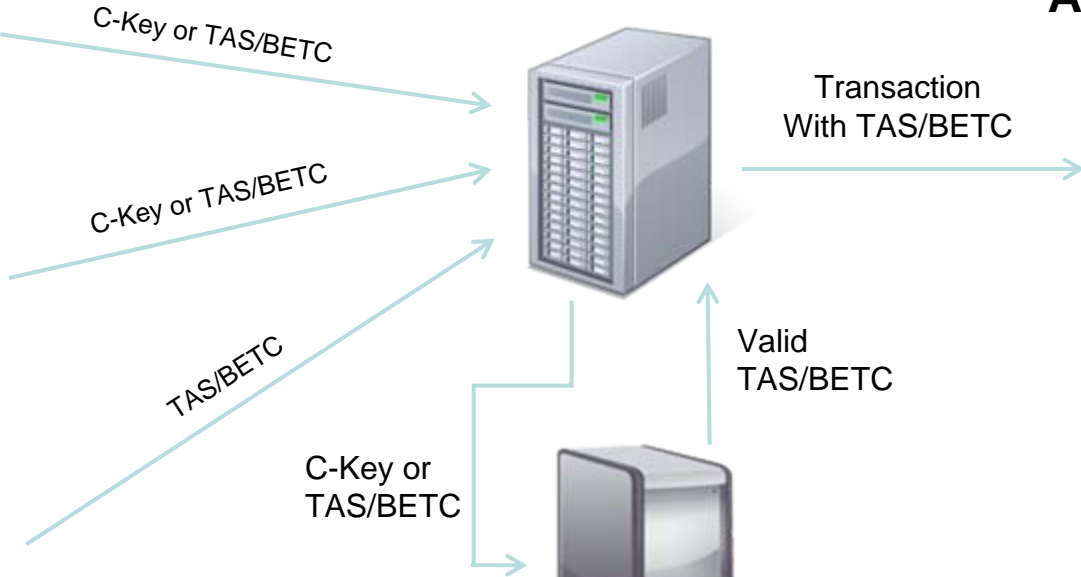 A
C-Key or TAS/BETC
Transaction
With TAS/BETC
C-Key or TAS/BETC
TAS/BETC
Valid
TAS/BETC
C-Key or
TAS/BETC